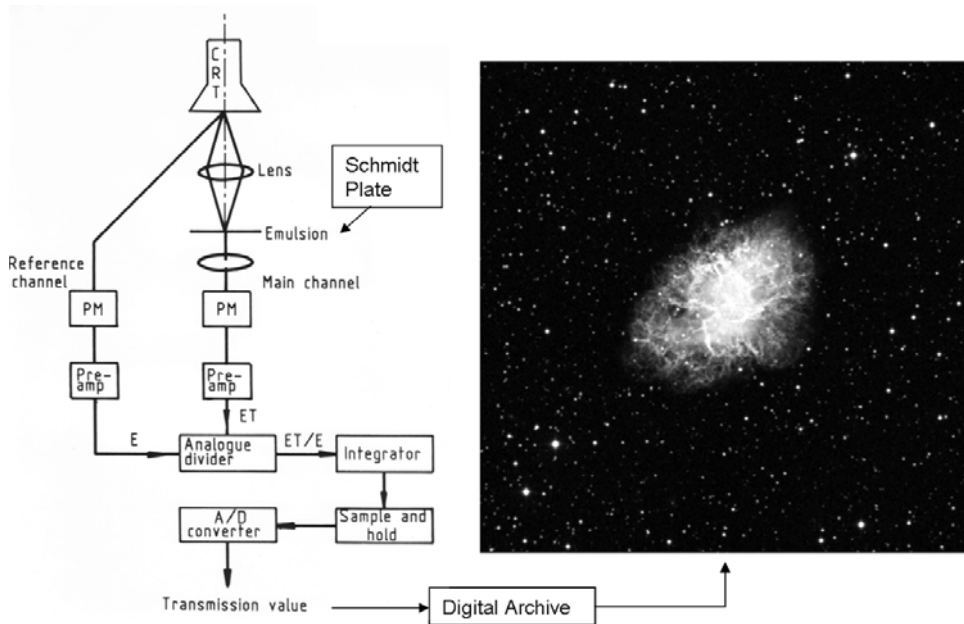 CRT
Lens
Schmidt
Plate
Emulsion
Reference
channel
Main channel
PM
PM
Pre-
amp
Pre-
amp
ET
E
Analogue
divider
ET/E
Integrator
A/D
converter
Sample and
hold
Transmission value
Digital Archive